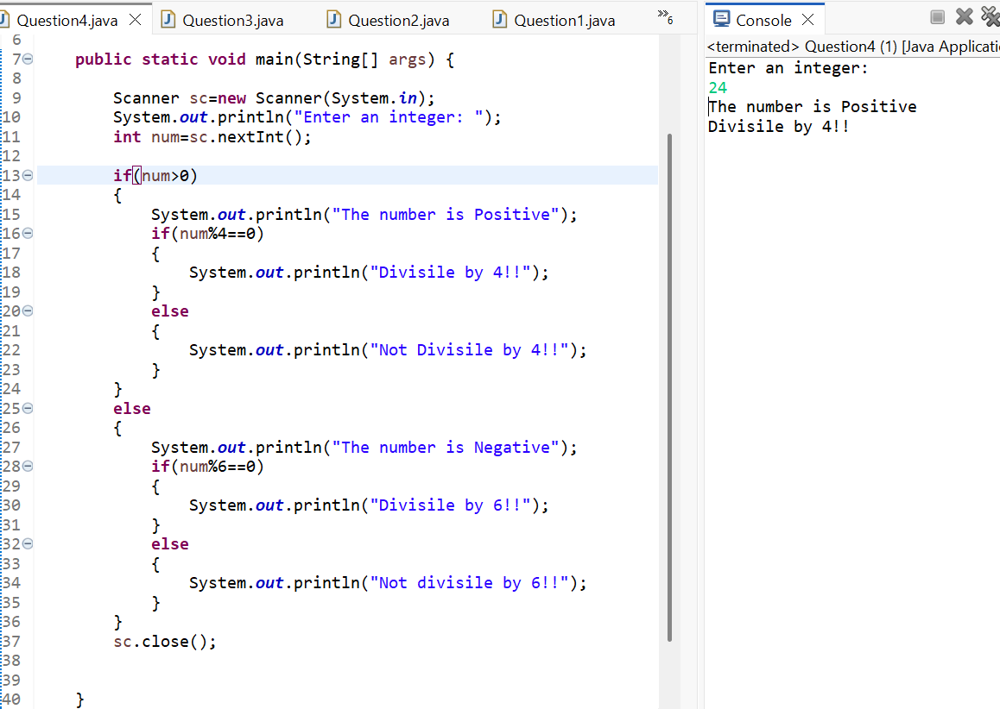 Question4.java Question3.java Question2.java Question1.java »6
6
7 public static void main(String[] args) {
8
9 Scanner sc=new Scanner(System.in);
10 System.out.println("Enter an integer: ");
11 int num=sc.nextInt();
12
13 if(num>0)
14 {
15 System.out.println("The number is Positive");
16 if(num%4==0)
17 {
18 System.out.println("Divisile by 4!!");
19 }
20 else
21 {
22 System.out.println("Not Divisile by 4!!");
23 }
24 }
25 else
26 {
27 System.out.println("The number is Negative");
28 if(num%6==0)
29 {
30 System.out.println("Divisile by 6!!");
31 }
32 else
33 {
34 System.out.println("Not divisile by 6!!");
35 }
36 }
37 sc.close();
38
39
40 }
Console
<terminated> Question4 (1) [Java Applicati
Enter an integer:
24
The number is Positive
Divisile by 4!!